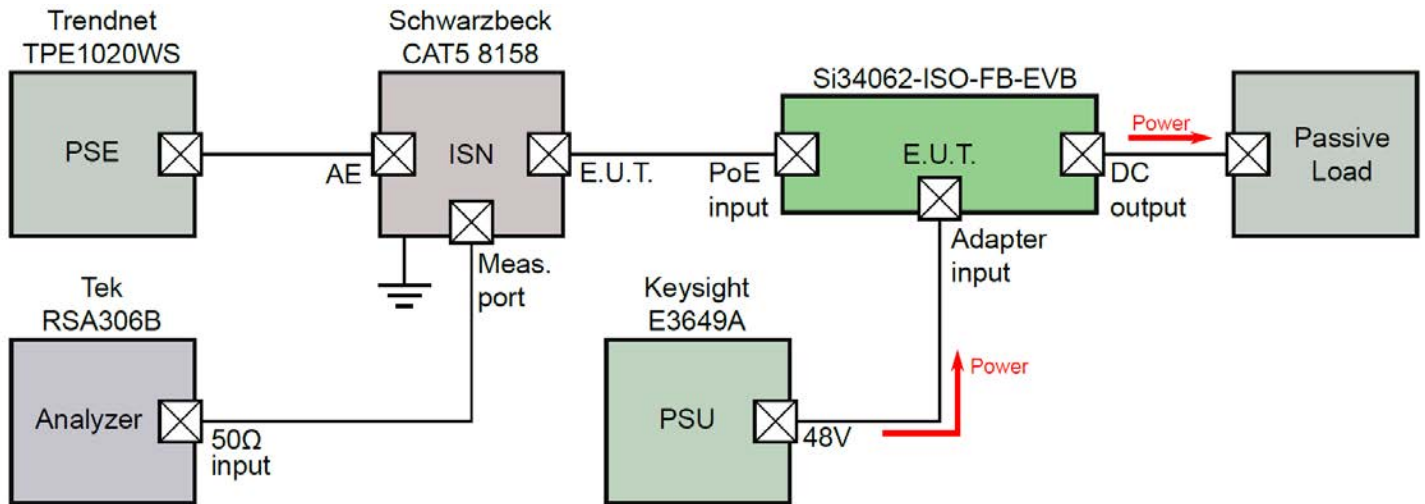 Trendnet
TPE1020WS
PSE
Schwarzbeck
CAT5 8158
AE
ISN
E.U.T.
Meas.
port
Si34062-ISO-FB-EVB
PoE
input
E.U.T.
DC
output
Adapter
input
Power
Passive
Load
Tek
RSA306B
Analyzer
50Ω
input
Keysight
E3649A
PSU
48V
Power